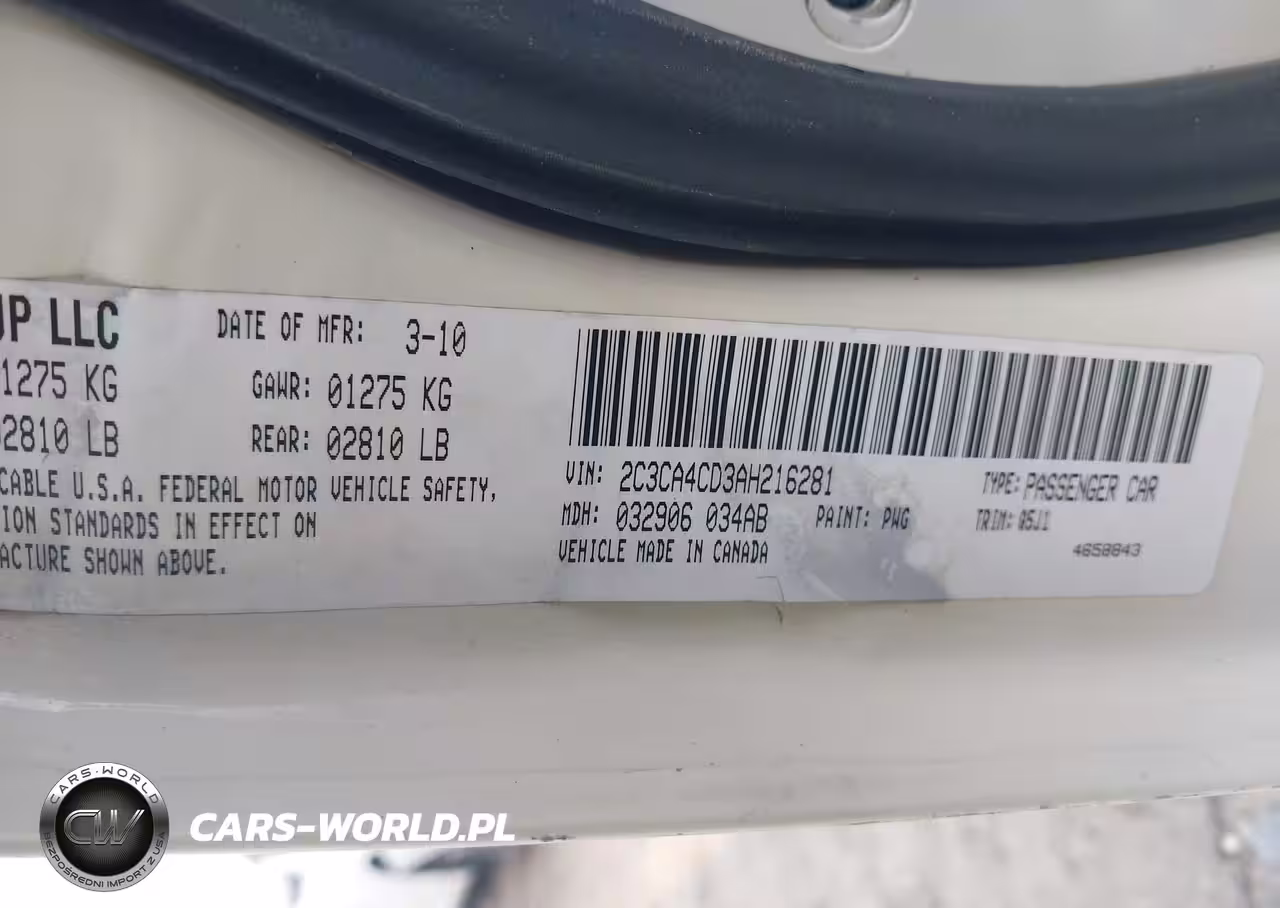 UP LLC
DATE OF MFR: 3-10
1275 KG
GAWR: 01275 KG
2810 LB
REAR: 02810 LB
CABLE U.S.A. FEDERAL MOTOR VEHICLE SAFETY,
ION STANDARDS IN EFFECT ON
ACTURE SHOWN ABOVE.
VIN: 2C3CA4CD3AH216281
TYPE: PASSENGER CAR
MDH: 032906 034AB
PAINT: PWG
TRIM: Q5J1
VEHICLE MADE IN CANADA
4658843
CARS-WORLD
CW
BEZPOŚREDNI IMPORT Z USA
CARS-WORLD.PL